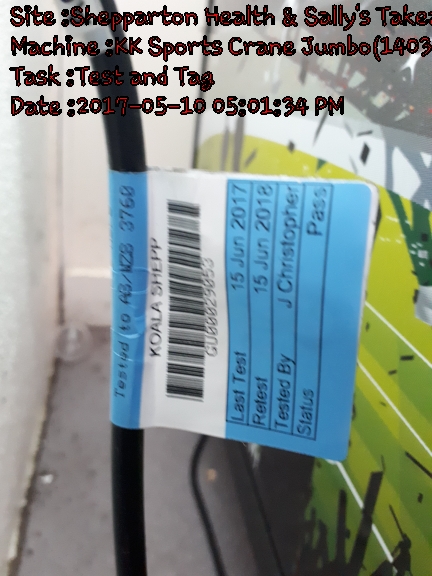 Site :Shepparton Health & Sally's Takea
Machine :KK Sports Crane Jumbo(1403
Task :Test and Tag
Date :2017-05-10 05:01:34 PM
Tested to AS/NZS 3760
KOALA SHEPP
GU00029053
Last Test 15 Jun 2017
Retest 15 Jun 2018
Tested By J Christopher
Status Pass